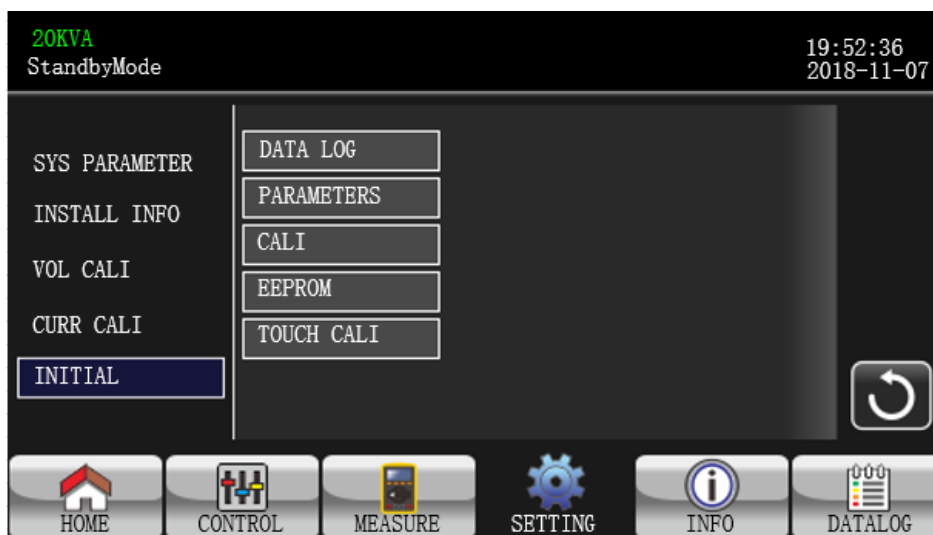 20KVA
StandbyMode
19:52:36
2018-11-07
SYS PARAMETER
INSTALL INFO
VOL CALI
CURR CALI
INITIAL
DATA LOG
PARAMETERS
CALI
EEPROM
TOUCH CALI
HOME
CONTROL
MEASURE
SETTING
INFO
DATALOG